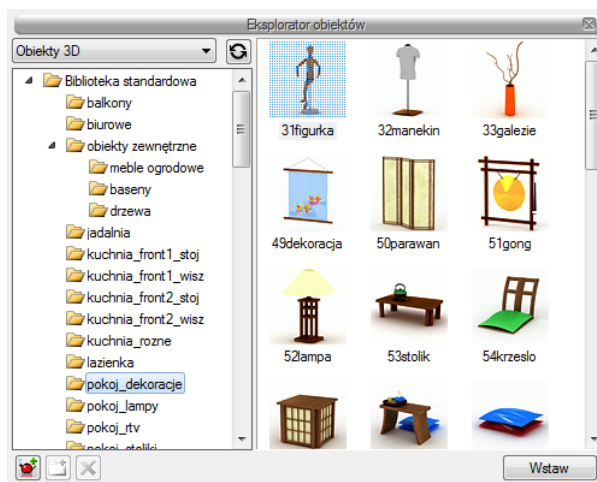 Eksplorator obiektów
Obiekty 3D
Biblioteka standardowa
balkony
biurowe
obiekty zewnętrzne
meble ogrodowe
baseny
drzewa
jadalnia
kuchnia_front1_stoj
kuchnia_front1_wisz
kuchnia_front2_stoj
kuchnia_front2_wisz
kuchnia_rozne
lazienka
pokoj_dekoracje
pokoj_lampy
pokoj_rtv
pokoj_stoliki
31figurka
32manekin
33galezie
49dekoracja
50parawan
51gong
52lampa
53stolik
54krzeslo
Wstaw